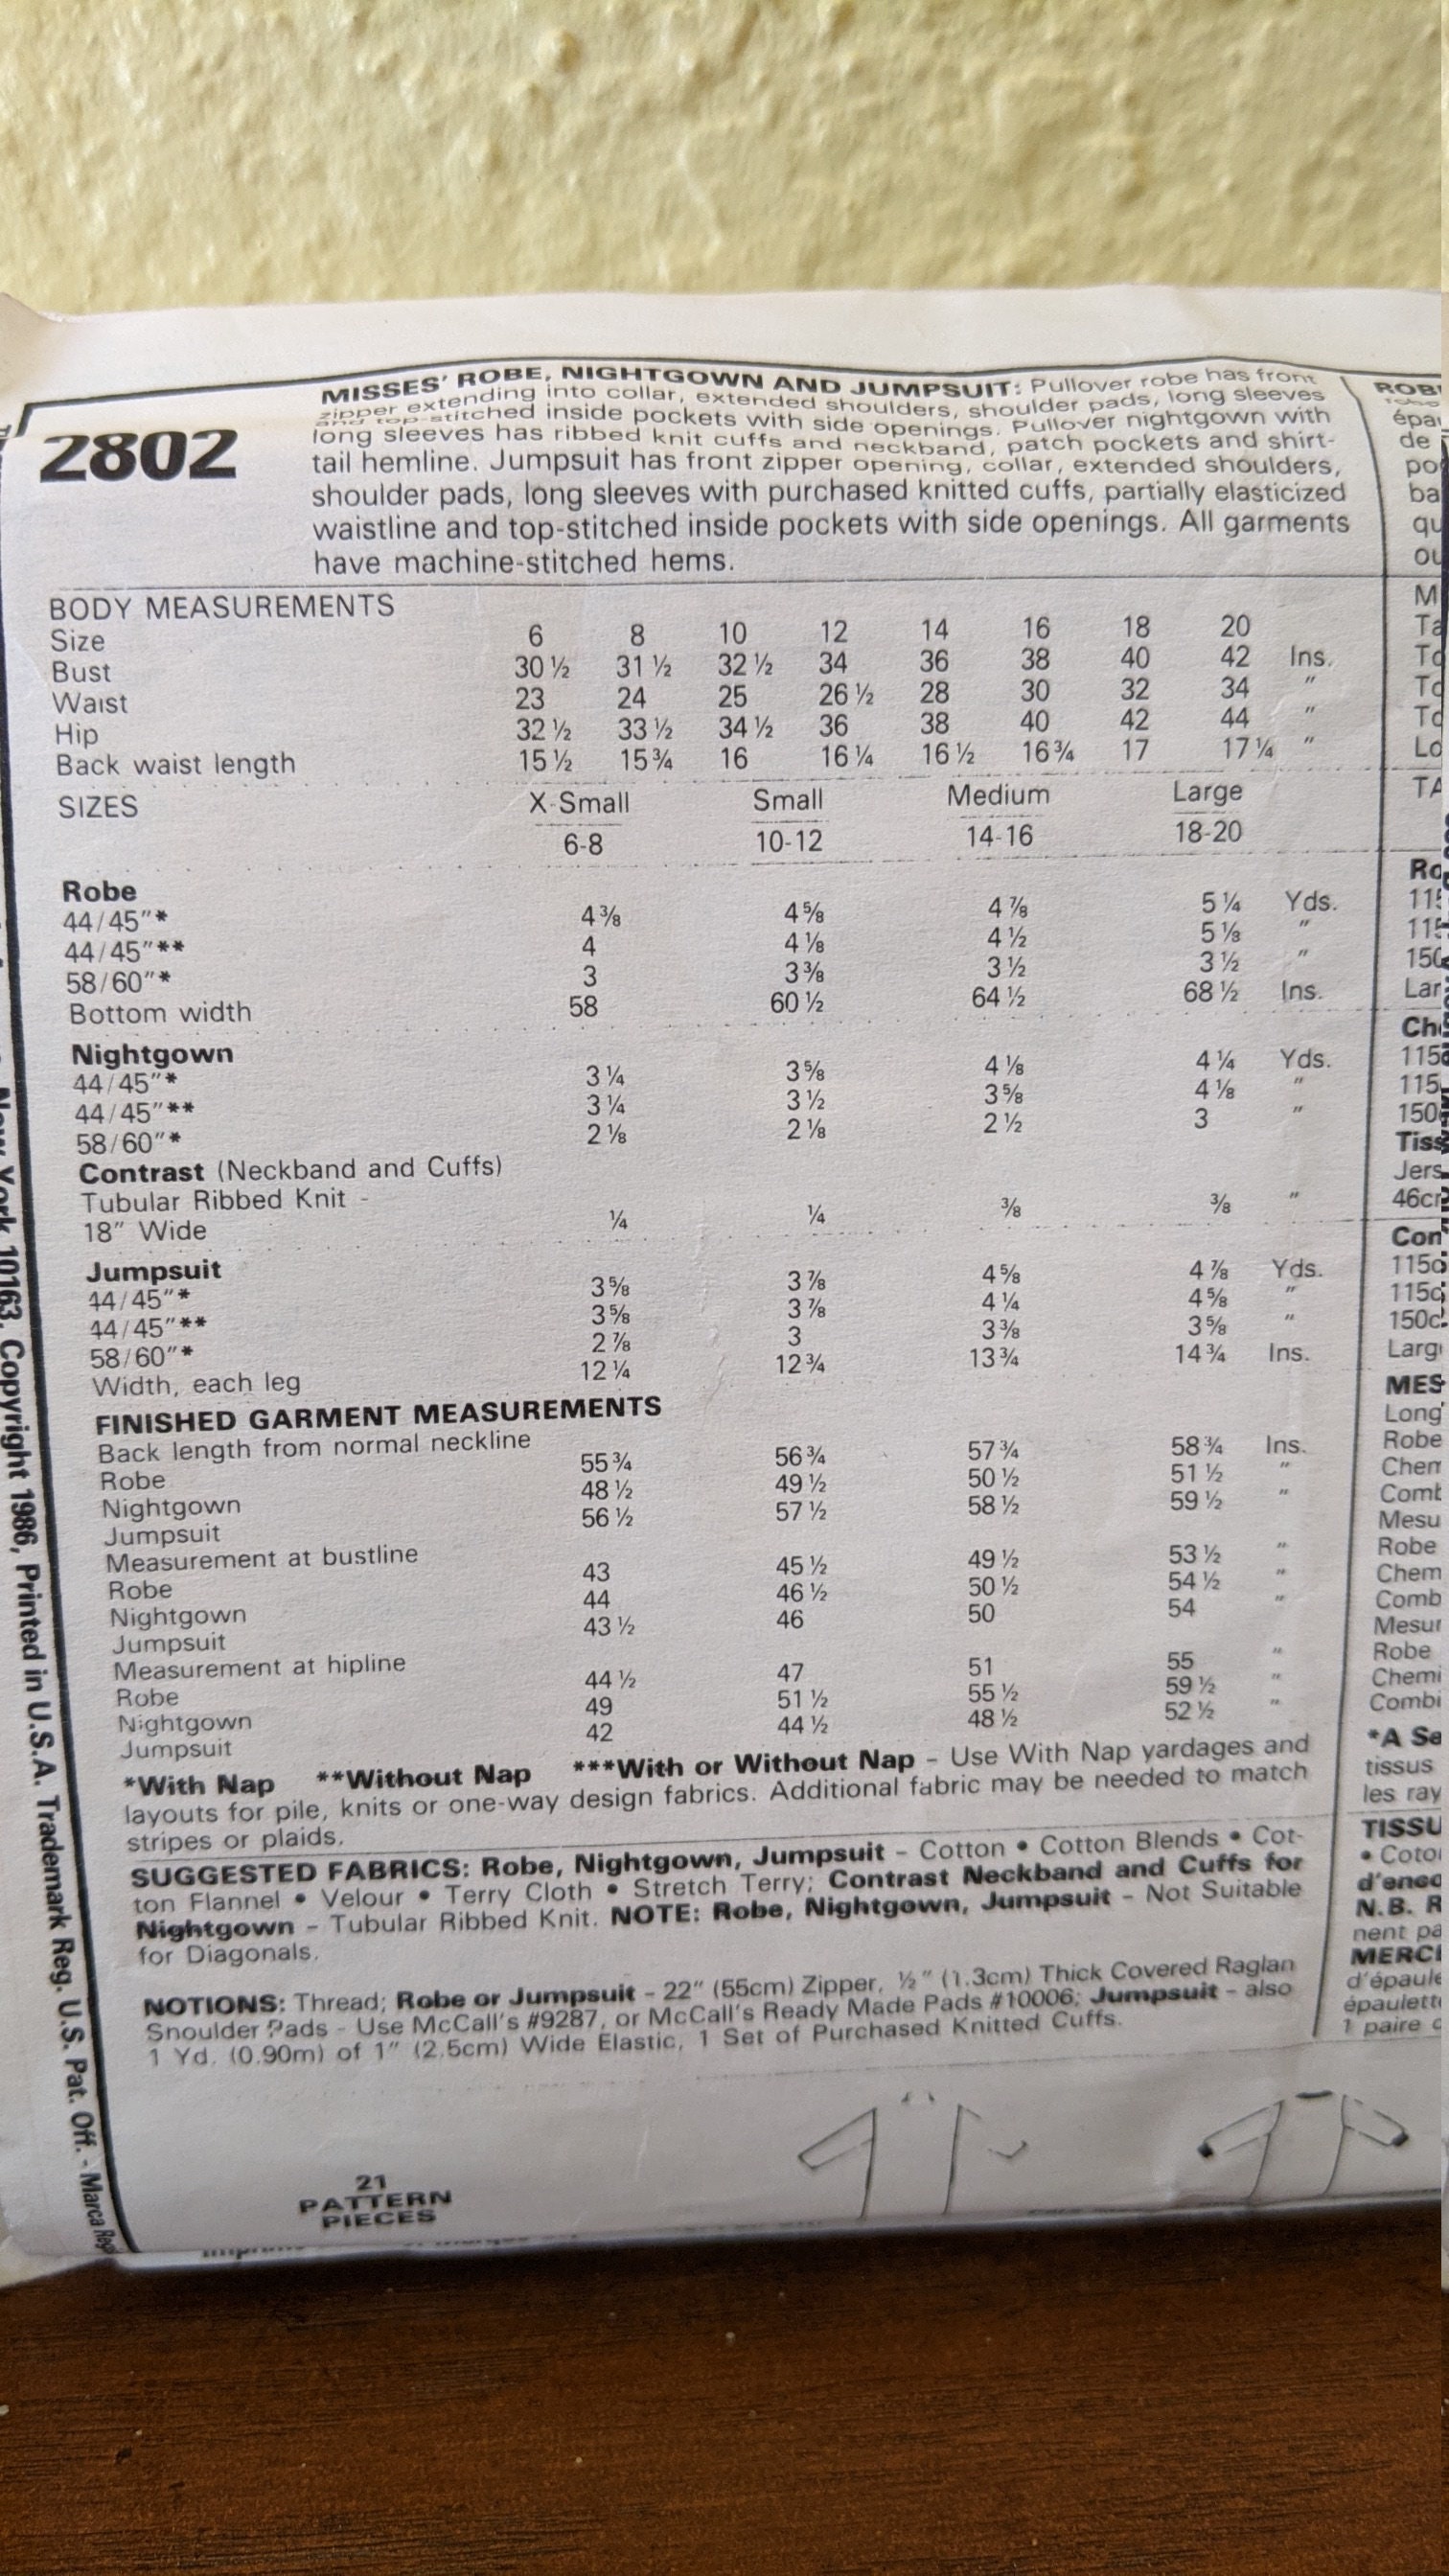 2802
MISSES' ROBE, NIGHTGOWN AND JUMPSUIT: Pullover robe has front
zipper extending into collar, extended shoulders, shoulder pads, long sleeves
and top-stitched inside pockets with side openings. Pullover nightgown with
long sleeves has ribbed knit cuffs and neckband, patch pockets and shirt-
tail hemline. Jumpsuit has front zipper opening, collar, extended shoulders,
shoulder pads, long sleeves with purchased knitted cuffs, partially elasticized
waistline and top-stitched inside pockets with side openings. All garments
have machine-stitched hems.
BODY MEASUREMENTS
Size 6 8 10 12 14 16 18 20
Bust 30 ½ 31 ½ 32 ½ 34 36 38 40 42 Ins.
Waist 23 24 25 26 ½ 28 30 32 34 "
Hip 32 ½ 33 ½ 34 ½ 36 38 40 42 44 "
Back waist length 15 ½ 15 ¾ 16 16 ¼ 16 ½ 16 ¾ 17 17 ¼ "
SIZES X-Small Small Medium Large
6-8 10-12 14-16 18-20
Robe
44/45"* 4 ⅜ 4 ⅝ 4 ⅞ 5 ¼ Yds.
44/45"** 4 4 ⅛ 4 ½ 5 ⅛ "
58/60"* 3 3 ⅜ 3 ½ 3 ½ "
Bottom width 58 60 ½ 64 ½ 68 ½ Ins.
Nightgown
44/45"* 3 ¼ 3 ⅝ 4 ⅛ 4 ¼ Yds.
44/45"** 3 ¼ 3 ½ 3 ⅝ 4 ⅛ "
58/60"* 2 ⅛ 2 ⅛ 2 ½ 3 "
Contrast (Neckband and Cuffs)
Tubular Ribbed Knit -
18" Wide ¼ ¼ ⅜ ⅜ "
Jumpsuit
44/45"* 3 ⅝ 3 ⅞ 4 ⅝ 4 ⅞ Yds.
44/45"** 3 ⅝ 3 ⅞ 4 ¼ 4 ⅝ "
58/60"* 2 ⅞ 3 3 ⅜ 3 ⅝ "
Width, each leg 12 ¼ 12 ¾ 13 ¾ 14 ¾ Ins.
FINISHED GARMENT MEASUREMENTS
Back length from normal neckline
Robe 55 ¾ 56 ¾ 57 ¾ 58 ¾ Ins.
Nightgown 48 ½ 49 ½ 50 ½ 51 ½ "
Jumpsuit 56 ½ 57 ½ 58 ½ 59 ½ "
Measurement at bustline
Robe 43 45 ½ 49 ½ 53 ½ "
Nightgown 44 46 ½ 50 ½ 54 ½ "
Jumpsuit 43 ½ 46 50 54 "
Measurement at hipline
Robe 44 ½ 47 51 55 "
Nightgown 49 51 ½ 55 ½ 59 ½ "
Jumpsuit 42 44 ½ 48 ½ 52 ½ "
*With Nap **Without Nap ***With or Without Nap – Use With Nap yardages and
layouts for pile, knits or one-way design fabrics. Additional fabric may be needed to match
stripes or plaids.
SUGGESTED FABRICS: Robe, Nightgown, Jumpsuit – Cotton • Cotton Blends • Cot-
ton Flannel • Velour • Terry Cloth • Stretch Terry; Contrast Neckband and Cuffs for
Nightgown – Tubular Ribbed Knit. NOTE: Robe, Nightgown, Jumpsuit – Not Suitable
for Diagonals.
NOTIONS: Thread; Robe or Jumpsuit – 22" (55cm) Zipper, ½" (1.3cm) Thick Covered Raglan
Shoulder Pads - Use McCall's #9287, or McCall's Ready Made Pads #10006; Jumpsuit – also
1 Yd. (0.90m) of 1" (2.5cm) Wide Elastic, 1 Set of Purchased Knitted Cuffs.
21
PATTERN
PIECES
New York 10163. Copyright 1986, Printed in U.S.A. Trademark Reg. U.S. Pat. Off. - Marca Reg